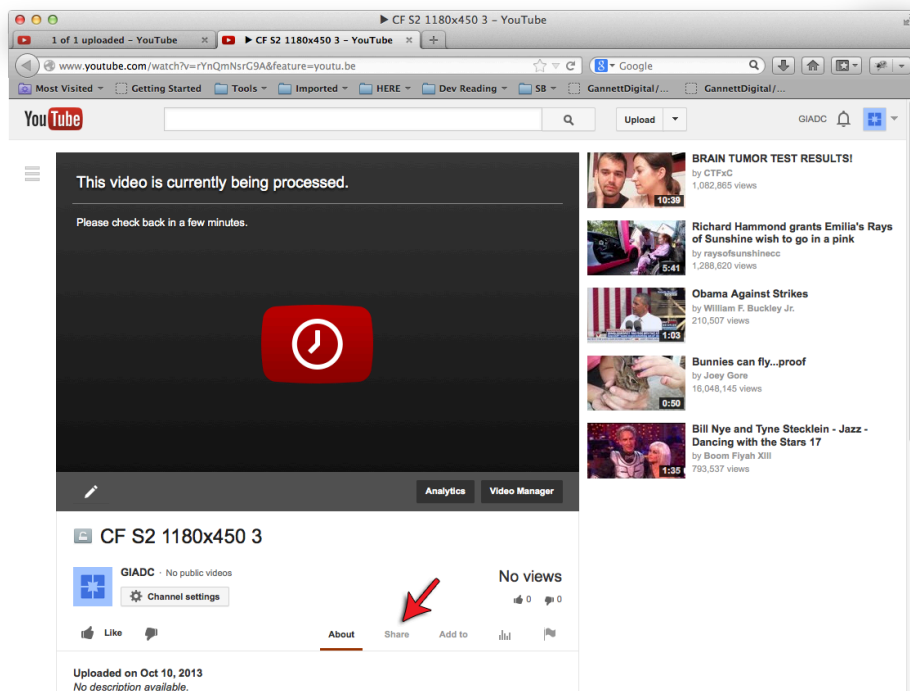 ▶ CF S2 1180x450 3 – YouTube
1 of 1 uploaded – YouTube × ▶ CF S2 1180x450 3 – YouTube × +
www.youtube.com/watch?v=rYnQmNsrG9A&feature=youtu.be Google
Most Visited Getting Started Tools Imported HERE Dev Reading SB GannettDigital/... GannettDigital/...
YouTube Upload GIADC
This video is currently being processed.
Please check back in a few minutes.
Analytics Video Manager
CF S2 1180x450 3
GIADC · No public videos
Channel settings
No views
0 0
Like About Share Add to
Uploaded on Oct 10, 2013
No description available.
BRAIN TUMOR TEST RESULTS!
by CTFxC
1,082,865 views
10:39
Richard Hammond grants Emilia's Rays
of Sunshine wish to go in a pink
by raysofsunshinecc
1,288,620 views
5:41
Obama Against Strikes
by William F. Buckley Jr.
210,507 views
1:03
Bunnies can fly...proof
by Joey Gore
16,048,145 views
0:50
Bill Nye and Tyne Stecklein - Jazz -
Dancing with the Stars 17
by Boom Fiyah XIII
793,537 views
1:35